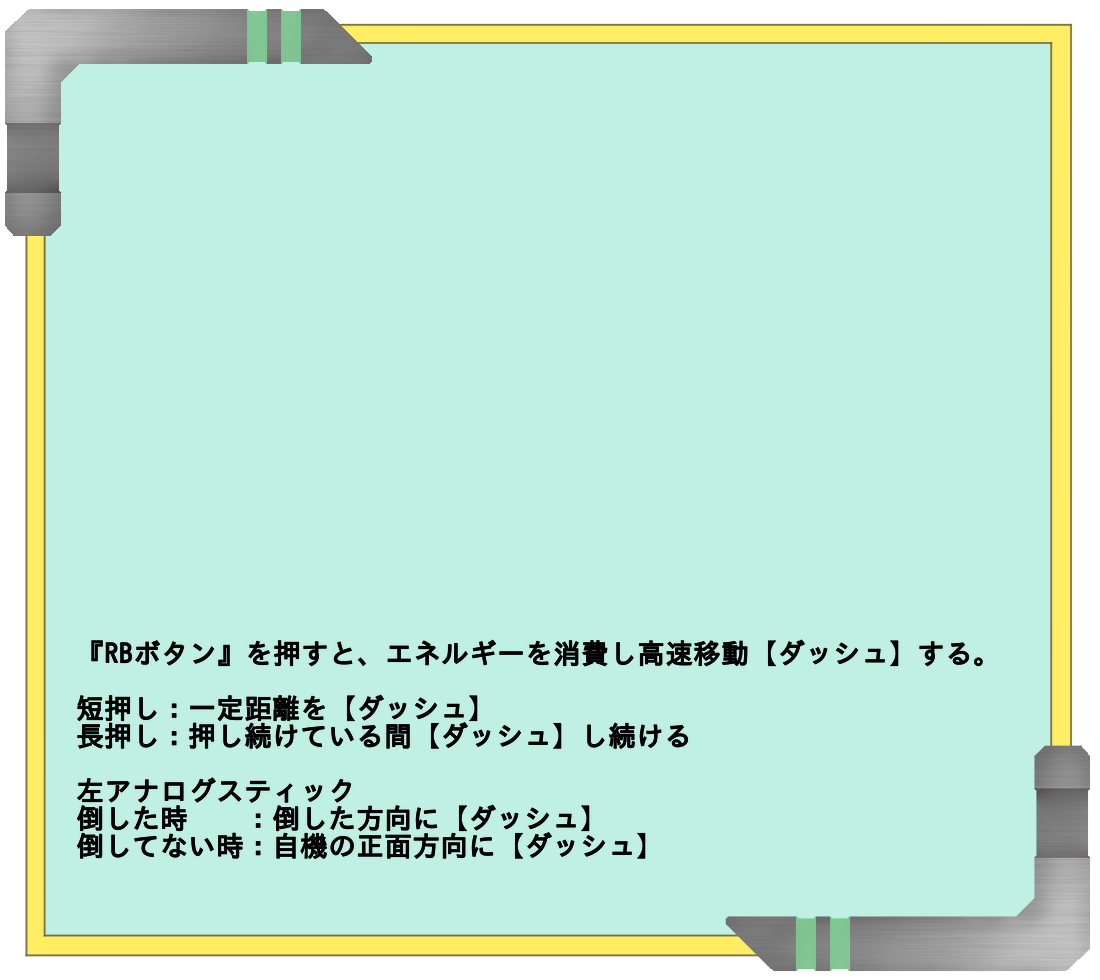 『RBボタン』を押すと、エネルギーを消費し高速移動【ダッシュ】する。
短押し：一定距離を【ダッシュ】
長押し：押し続けている間【ダッシュ】し続ける
左アナログスティック
倒した時　　：倒した方向に【ダッシュ】
倒してない時：自機の正面方向に【ダッシュ】